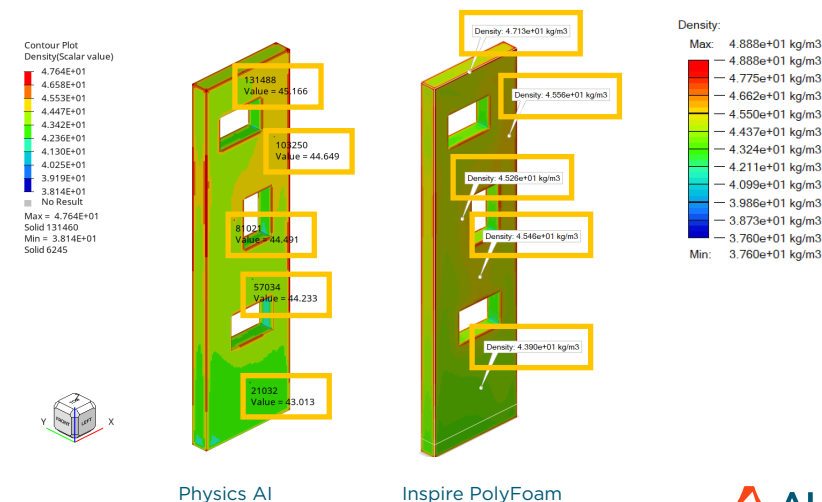 Contour Plot
Density(Scalar value)
4.764E+01
4.658E+01
4.553E+01
4.447E+01
4.342E+01
4.236E+01
4.130E+01
4.025E+01
3.919E+01
3.814E+01
No Result
Max = 4.764E+01
Solid 131460
Min = 3.814E+01
Solid 6245
131488
Value = 45.166
103250
Value = 44.649
81021
Value = 44.491
57034
Value = 44.233
21032
Value = 43.013
Z
TOP
FRONT
LEFT
Y
X
Physics AI
Density: 4.713e+01 kg/m3
Density: 4.556e+01 kg/m3
Density: 4.526e+01 kg/m3
Density: 4.546e+01 kg/m3
Density: 4.390e+01 kg/m3
Inspire PolyFoam
Density:
Max: 4.888e+01 kg/m3
4.888e+01 kg/m3
4.775e+01 kg/m3
4.662e+01 kg/m3
4.550e+01 kg/m3
4.437e+01 kg/m3
4.324e+01 kg/m3
4.211e+01 kg/m3
4.099e+01 kg/m3
3.986e+01 kg/m3
3.873e+01 kg/m3
3.760e+01 kg/m3
Min: 3.760e+01 kg/m3